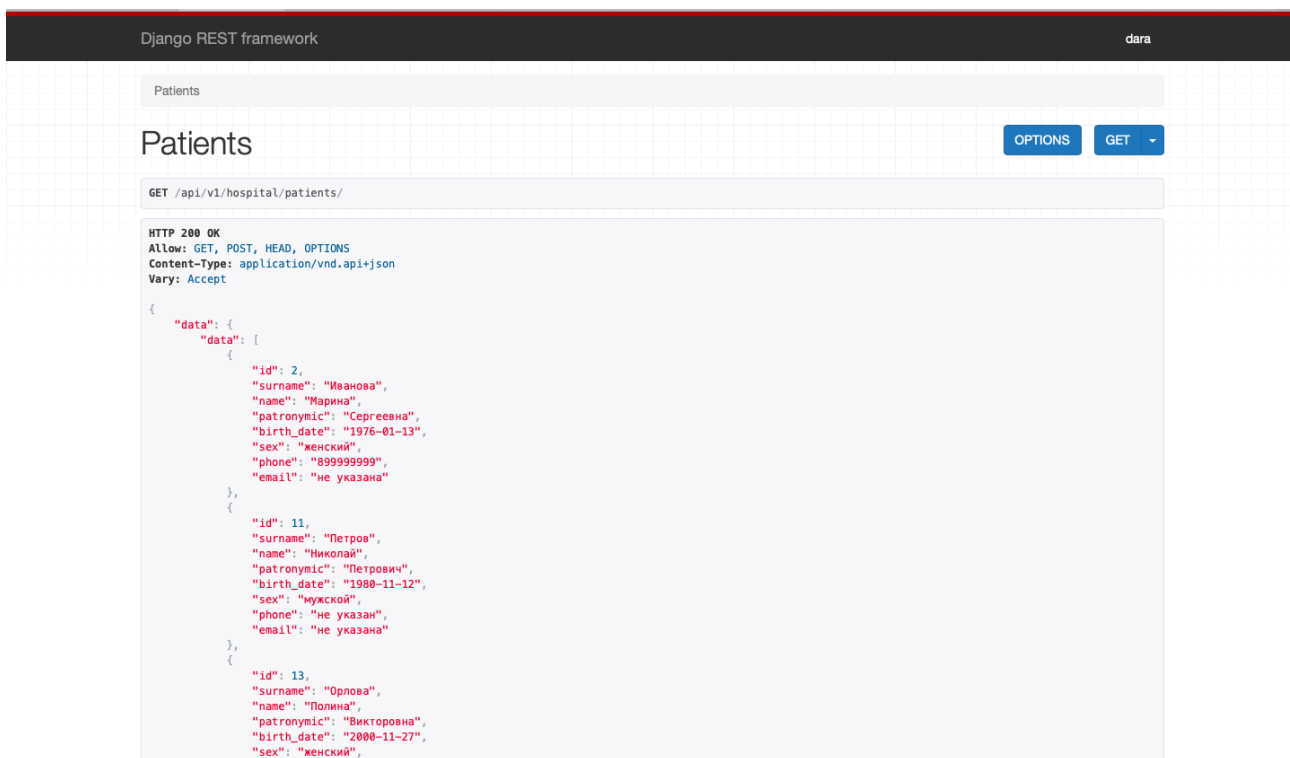 Django REST framework
dara
Patients
Patients
OPTIONS
GET
GET /api/v1/hospital/patients/
HTTP 200 OK
Allow: GET, POST, HEAD, OPTIONS
Content-Type: application/vnd.api+json
Vary: Accept
{
"data": {
"data": [
{
"id": 2,
"surname": "Иванова",
"name": "Марина",
"patronymic": "Сергеевна",
"birth_date": "1976-01-13",
"sex": "женский",
"phone": "899999999",
"email": "не указана"
},
{
"id": 11,
"surname": "Петров",
"name": "Николай",
"patronymic": "Петрович",
"birth_date": "1980-11-12",
"sex": "мужской",
"phone": "не указан",
"email": "не указана"
},
{
"id": 13,
"surname": "Орлова",
"name": "Полина",
"patronymic": "Викторовна",
"birth_date": "2000-11-27",
"sex": "женский",